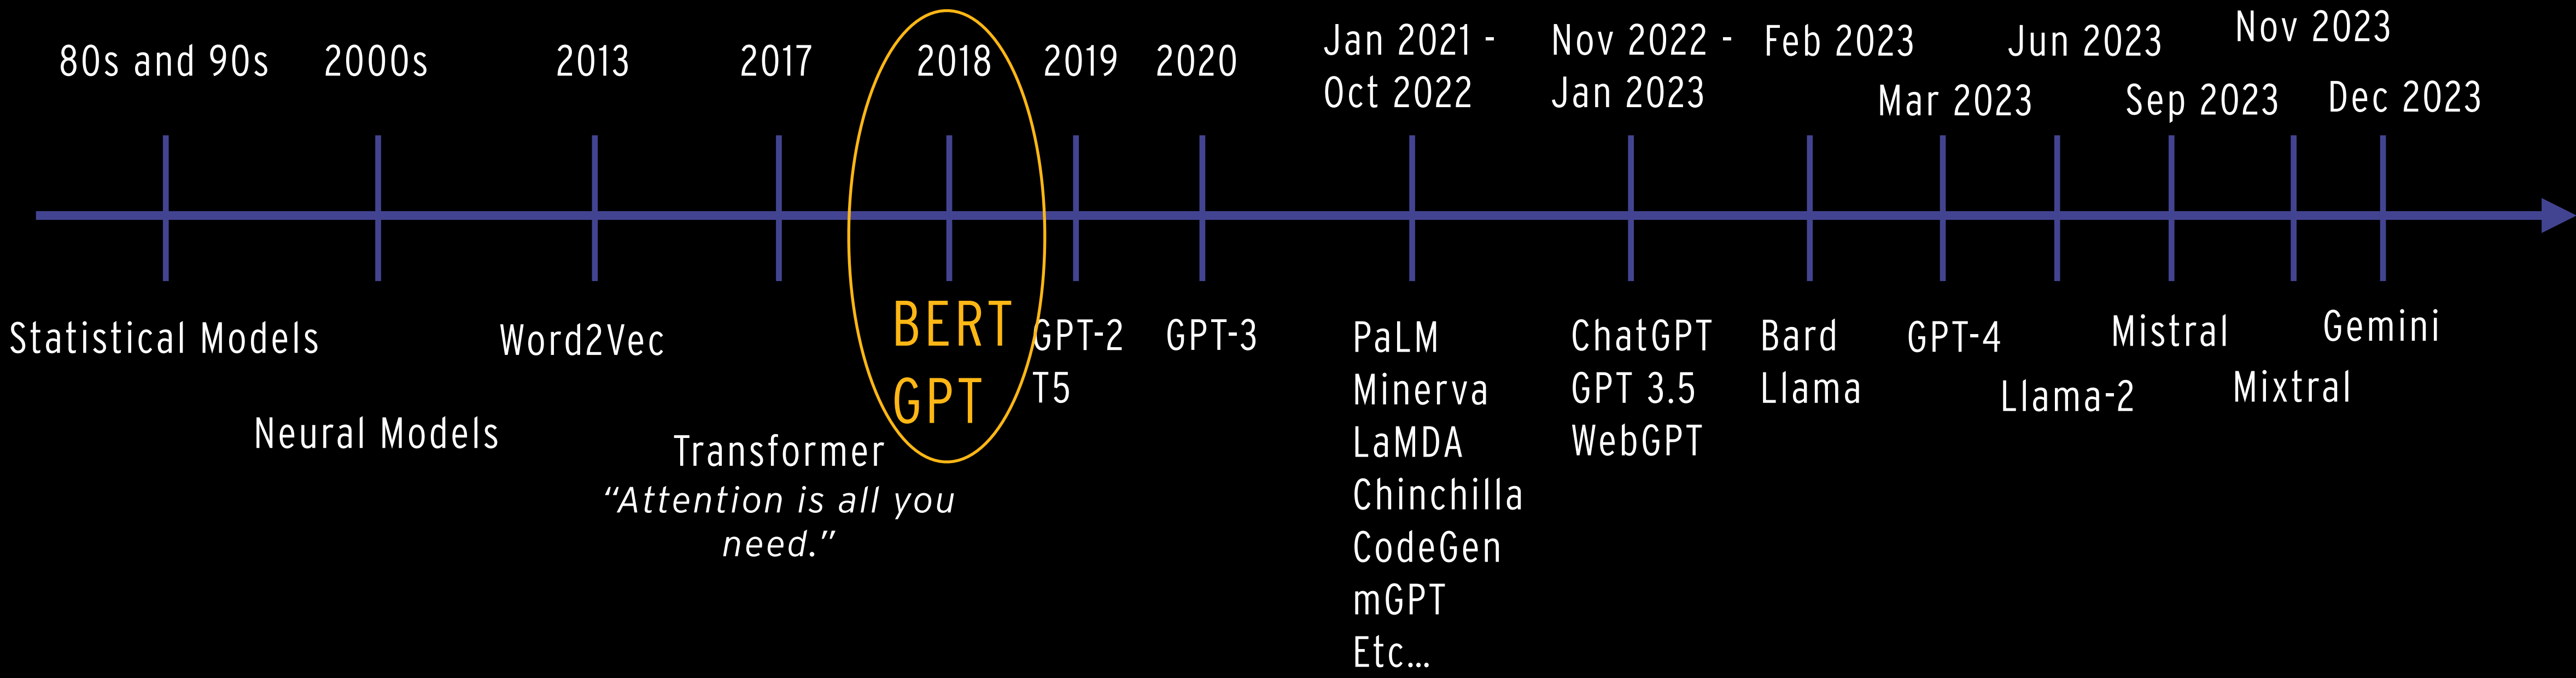 80s and 90s
2000s
2013
2017
2018
2019
2020
Jan 2021 -
Oct 2022
Nov 2022 -
Jan 2023
Feb 2023
Mar 2023
Jun 2023
Sep 2023
Nov 2023
Dec 2023
Statistical Models
Neural Models
Word2Vec
Transformer
“Attention is all you
need.”
BERT
GPT
GPT-2
T5
GPT-3
PaLM
Minerva
LaMDA
Chinchilla
CodeGen
mGPT
Etc...
ChatGPT
GPT 3.5
WebGPT
Bard
Llama
GPT-4
Llama-2
Mistral
Mixtral
Gemini